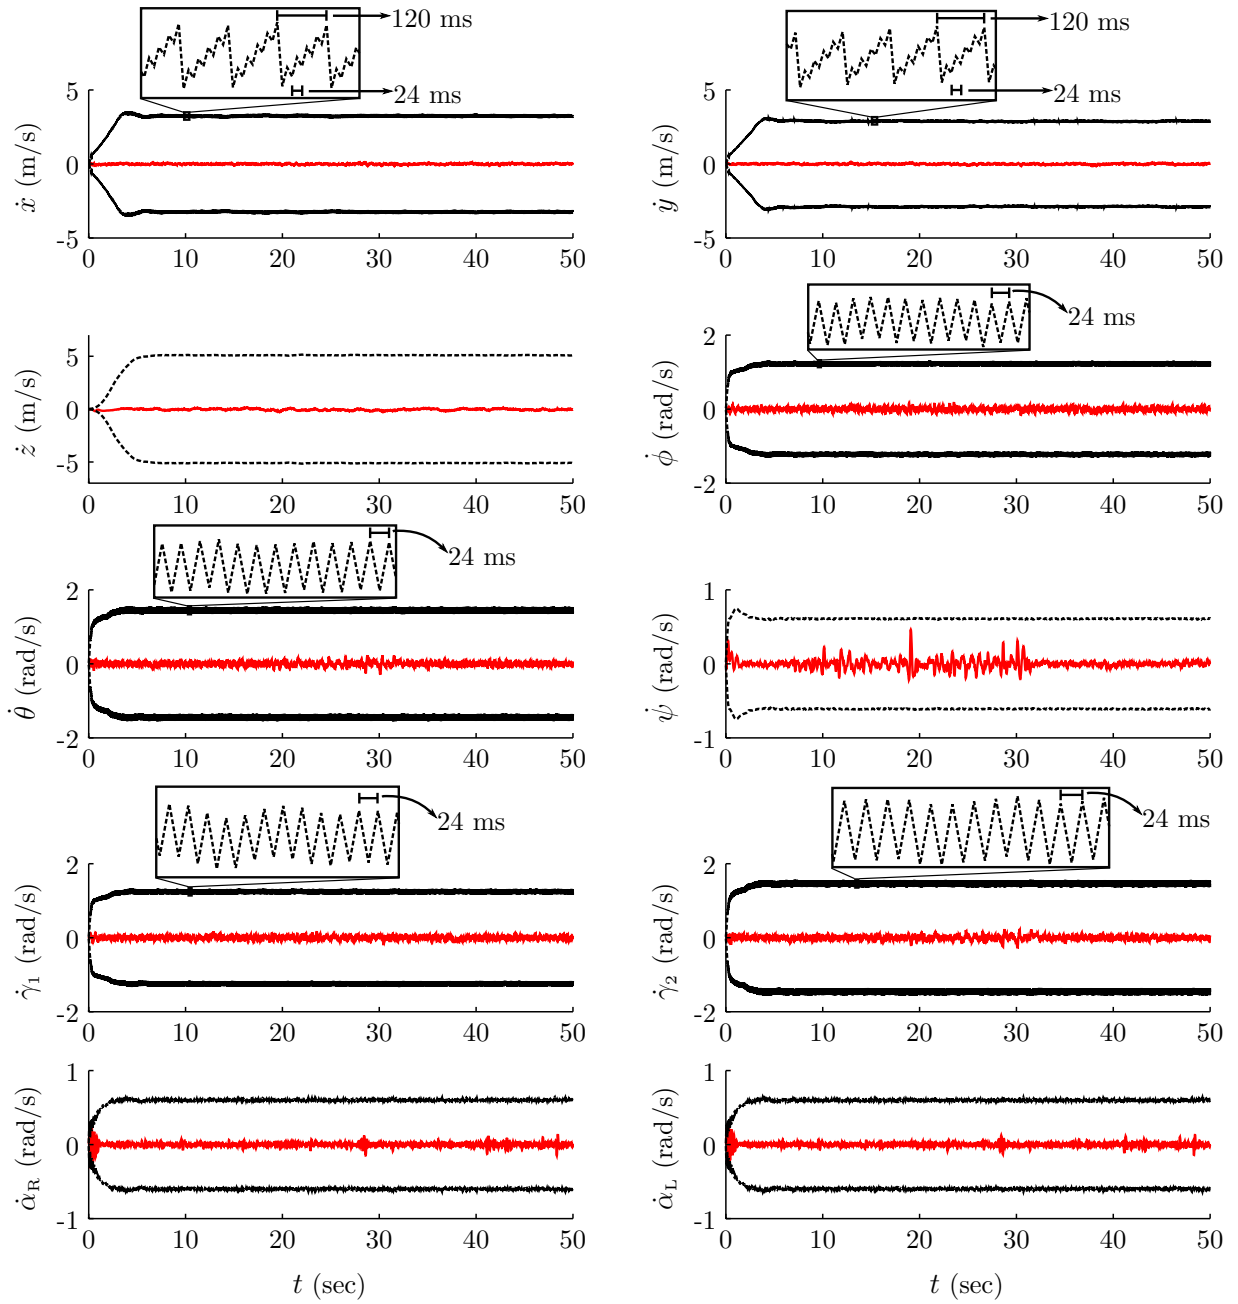 120 ms
24 ms
ẋ (m/s)
5
0
-5
0 10 20 30 40 50
120 ms
24 ms
ẏ (m/s)
5
0
-5
0 10 20 30 40 50
ż (m/s)
5
0
-5
0 10 20 30 40 50
24 ms
ϕ̇ (rad/s)
2
0
-2
0 10 20 30 40 50
24 ms
θ̇ (rad/s)
2
0
-2
0 10 20 30 40 50
ψ̇ (rad/s)
1
0
-1
0 10 20 30 40 50
24 ms
γ̇₁ (rad/s)
2
0
-2
0 10 20 30 40 50
24 ms
γ̇₂ (rad/s)
2
0
-2
0 10 20 30 40 50
α̇_R (rad/s)
1
0
-1
0 10 20 30 40 50
t (sec)
α̇_L (rad/s)
1
0
-1
0 10 20 30 40 50
t (sec)